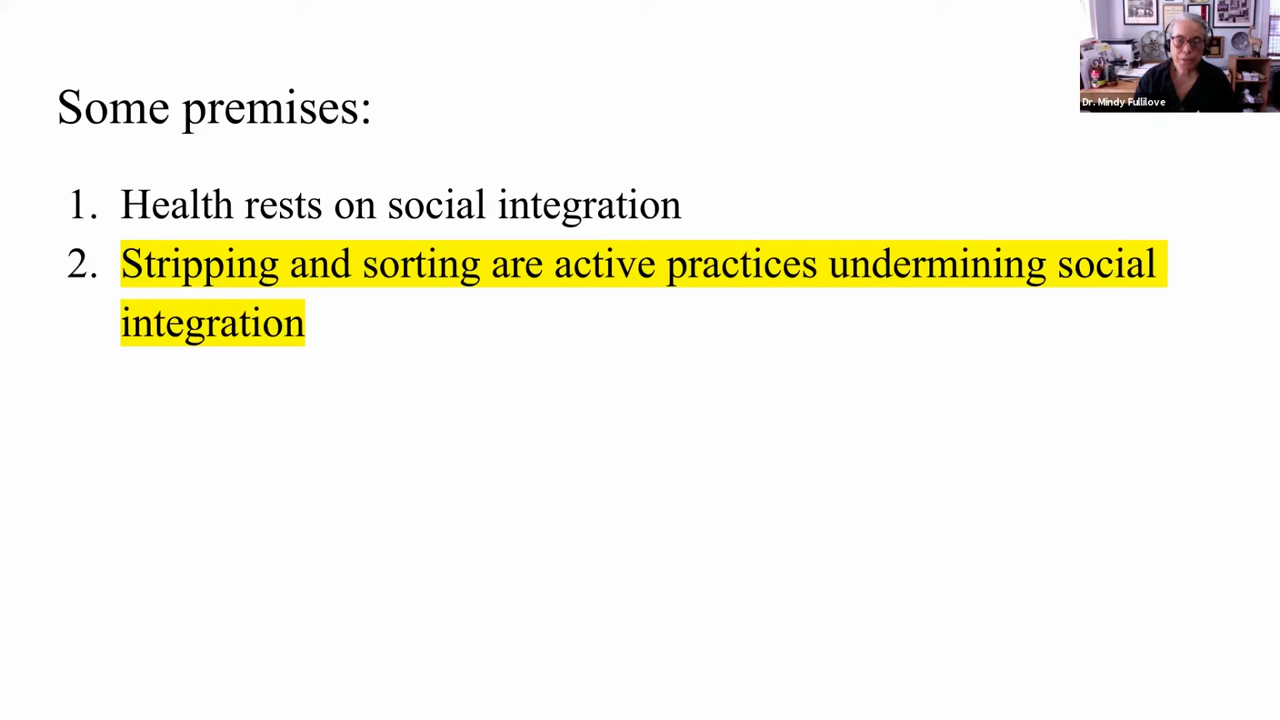 Some premises:
1. Health rests on social integration
2. Stripping and sorting are active practices undermining social
integration
Dr. Mindy Fullilove